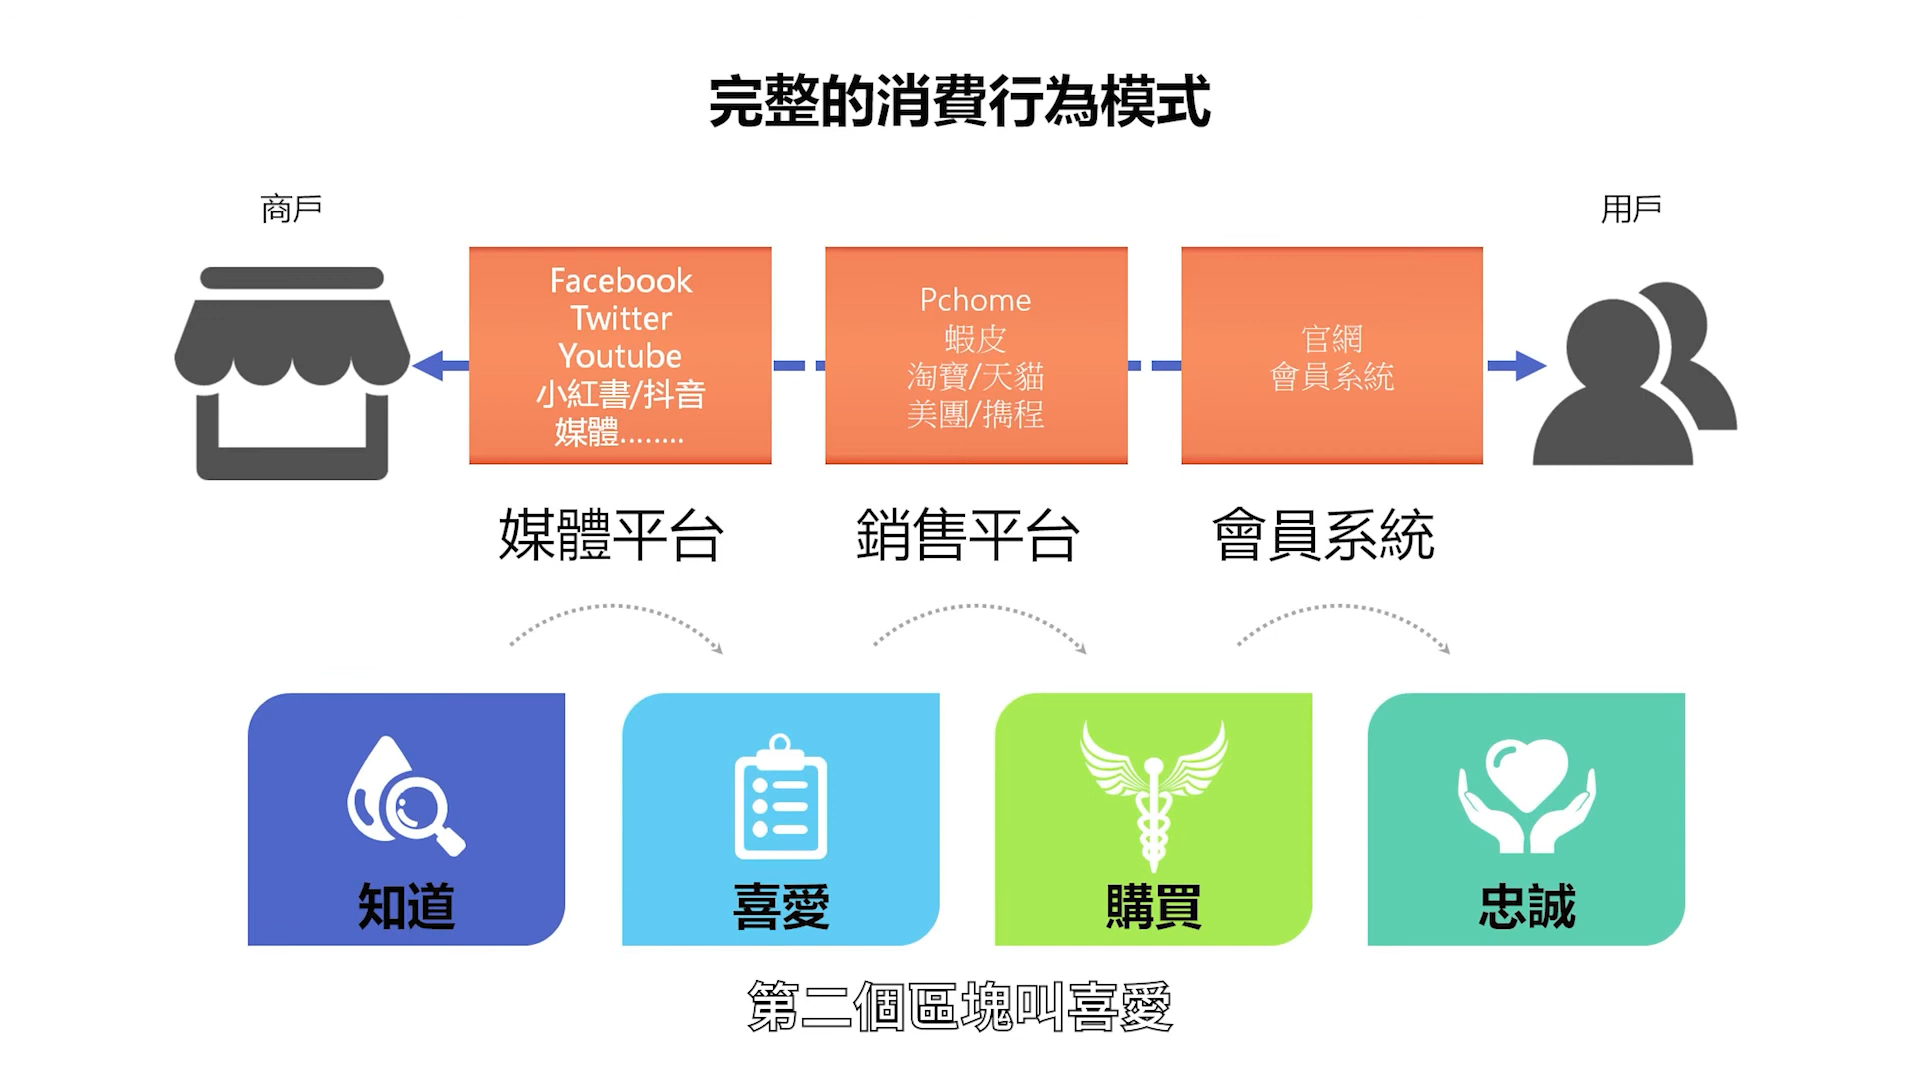 完整的消費行為模式
商戶
用戶
Facebook
Twitter
Youtube
小紅書/抖音
媒體........
Pchome
蝦皮
淘寶/天貓
美團/攜程
官網
會員系統
媒體平台
銷售平台
會員系統
知道
喜愛
購買
忠誠
第二個區塊叫喜愛